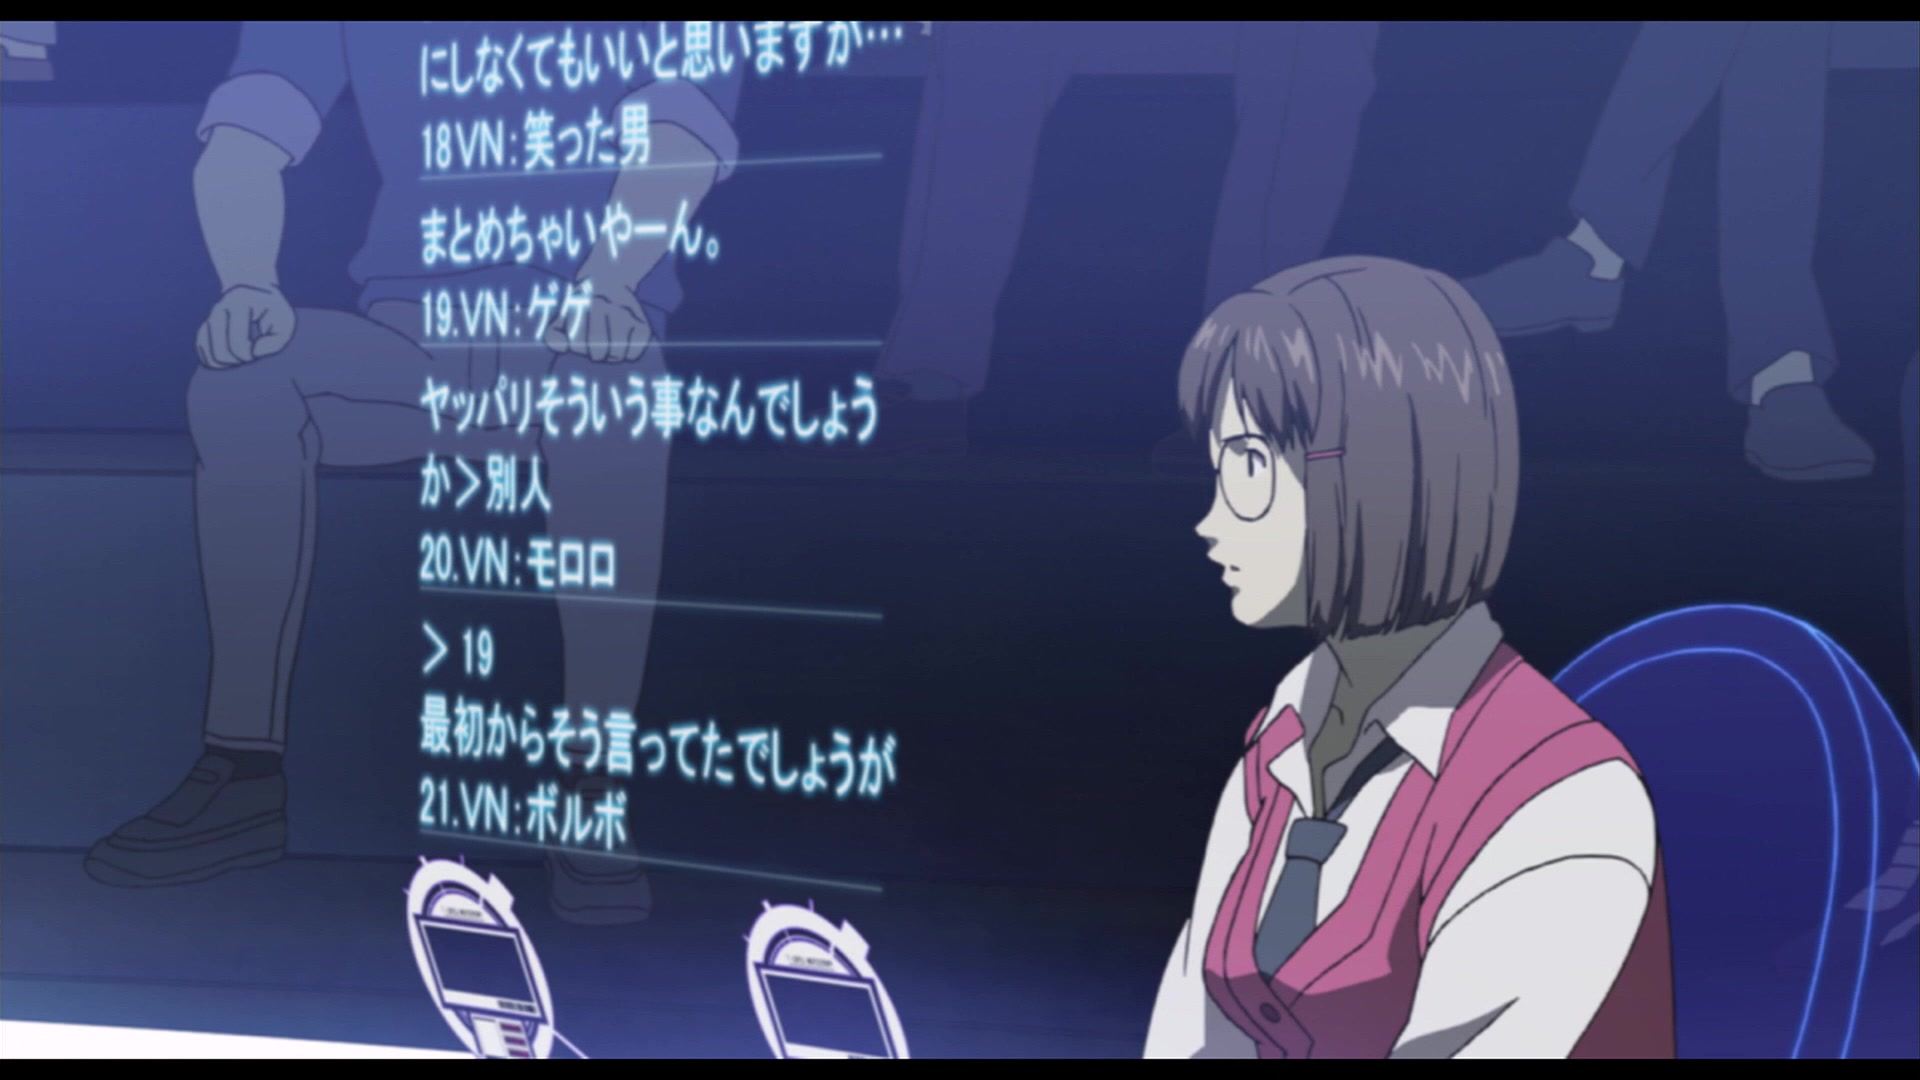 にしなくてもいいと思いますが…
18VN:笑った男
まとめちゃいやーん。
19.VN:ゲゲ
ヤッパリそういう事なんでしょう
か>別人
20.VN:モロロ
>19
最初からそう言ってたでしょうが
21.VN:ボルボ